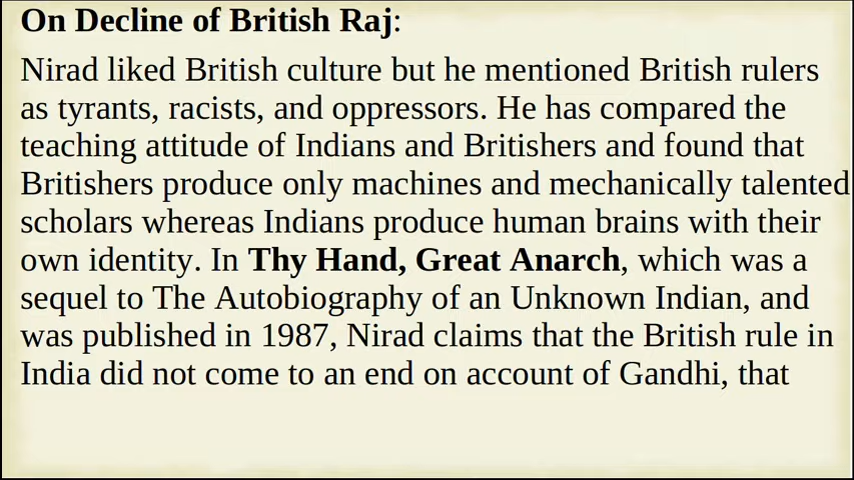 On Decline of British Raj:
Nirad liked British culture but he mentioned British rulers
as tyrants, racists, and oppressors. He has compared the
teaching attitude of Indians and Britishers and found that
Britishers produce only machines and mechanically talented
scholars whereas Indians produce human brains with their
own identity. In Thy Hand, Great Anarch, which was a
sequel to The Autobiography of an Unknown Indian, and
was published in 1987, Nirad claims that the British rule in
India did not come to an end on account of Gandhi, that